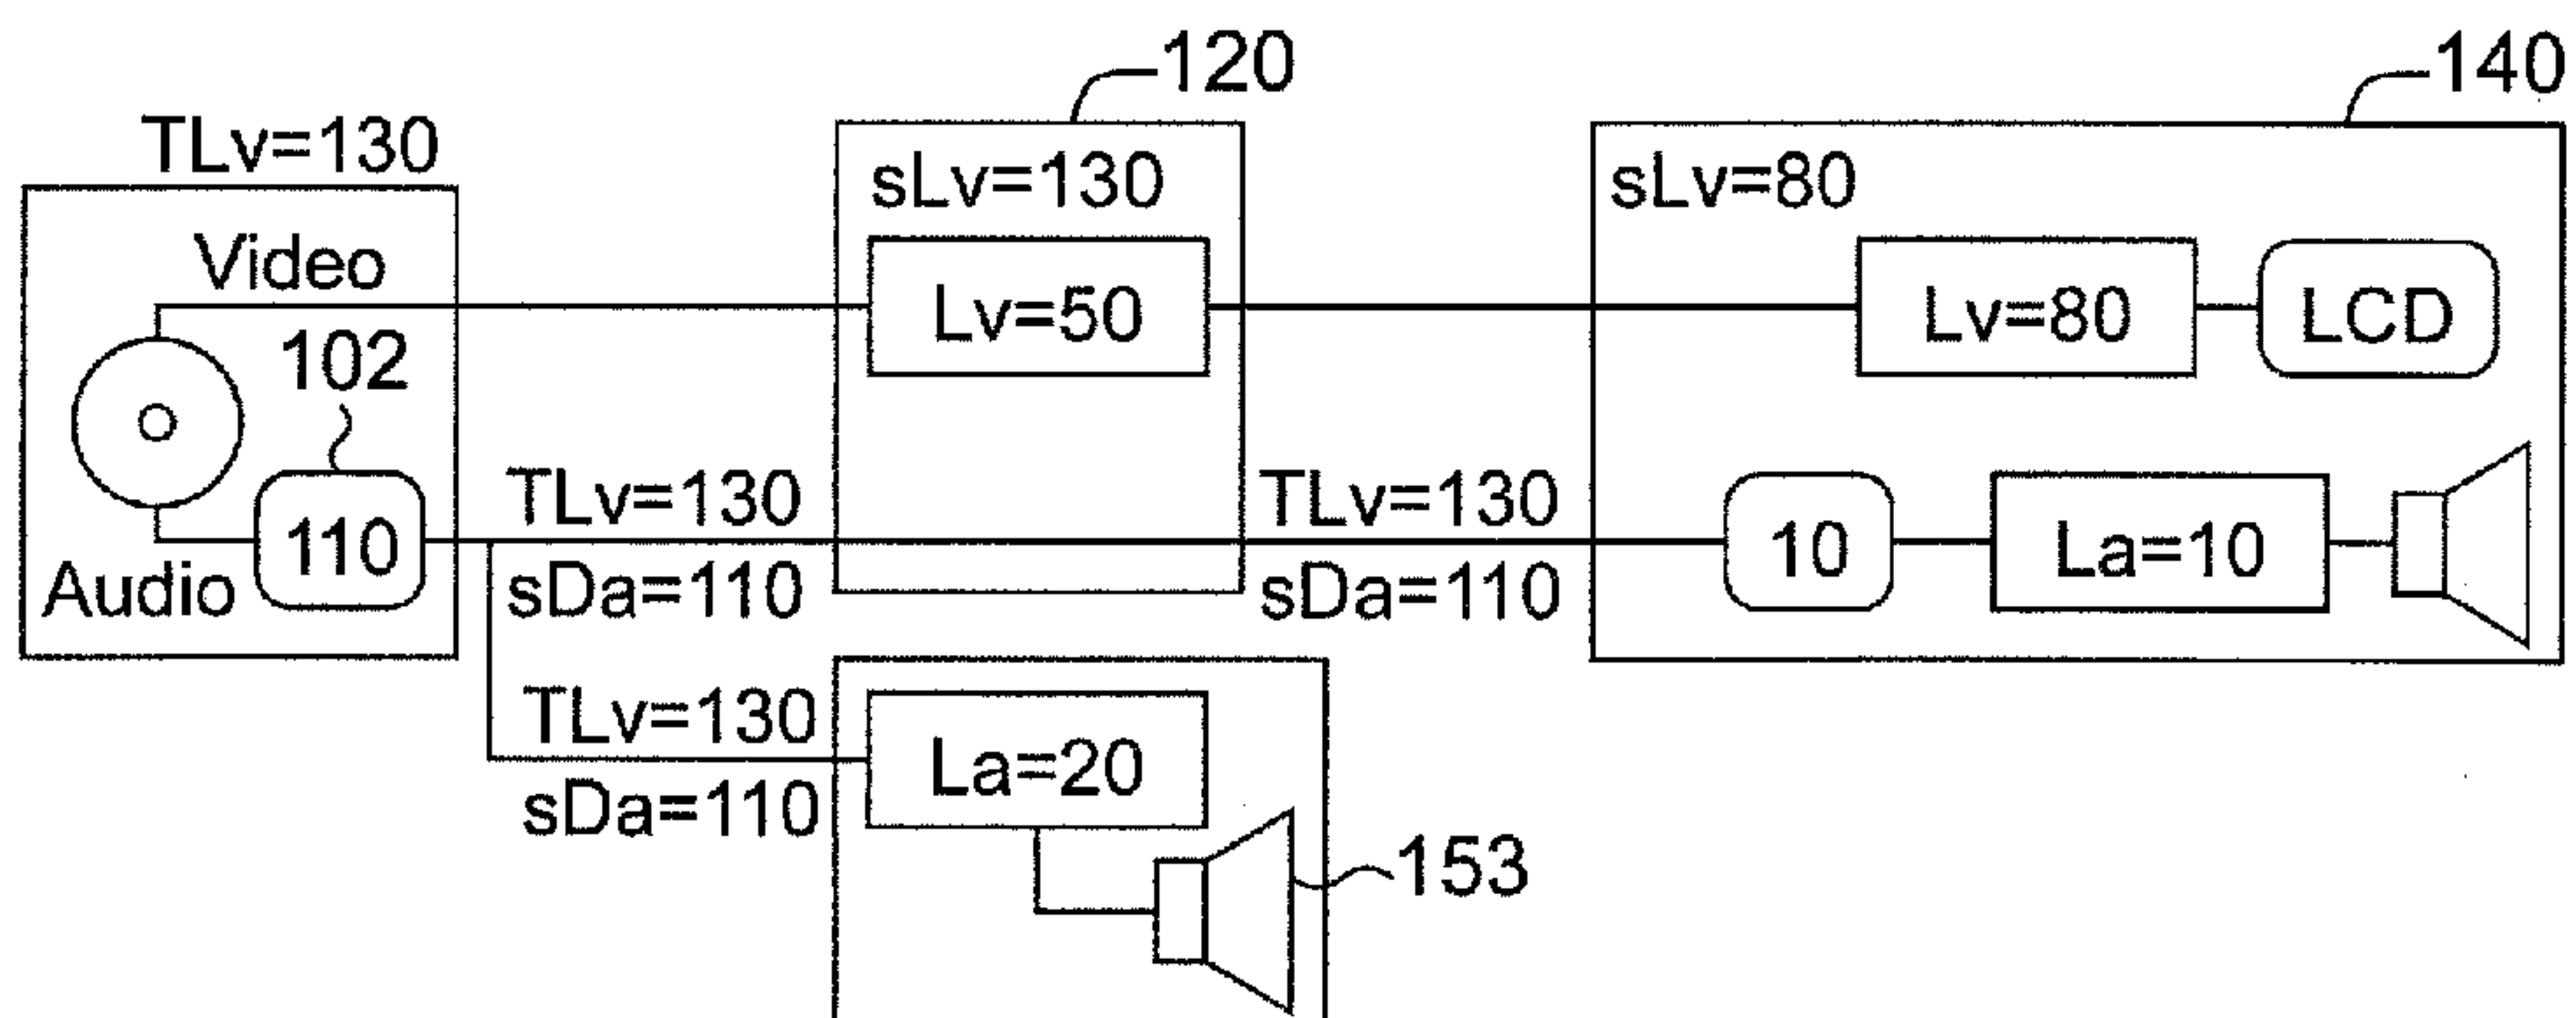 120
140
TLv=130
sLv=130
sLv=80
Video
Lv=50
Lv=80
LCD
102
110
Audio
TLv=130
sDa=110
TLv=130
sDa=110
10
La=10
TLv=130
sDa=110
La=20
153